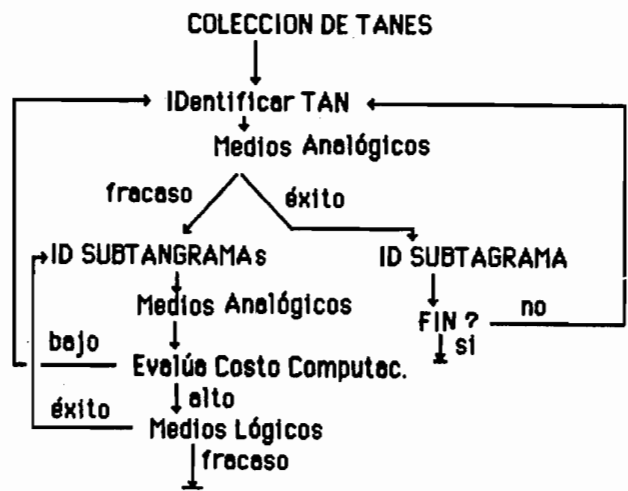 COLECCION DE TANES
IDentificar TAN
Medios Analógicos
fracaso
éxito
ID SUBTANGRAMAs
ID SUBTAGRAMA
Medios Analógicos
FIN ?
no
si
bajo
Evalúa Costo Computac.
alto
éxito
Medios Lógicos
fracaso